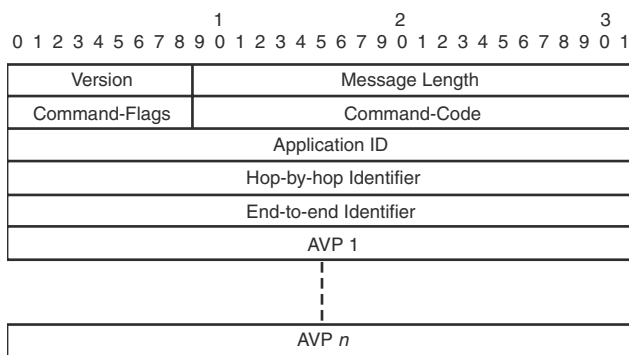 1 2 3
0 1 2 3 4 5 6 7 8 9 0 1 2 3 4 5 6 7 8 9 0 1 2 3 4 5 6 7 8 9 0 1
Version Message Length
Command-Flags Command-Code
Application ID
Hop-by-hop Identifier
End-to-end Identifier
AVP 1
AVP n